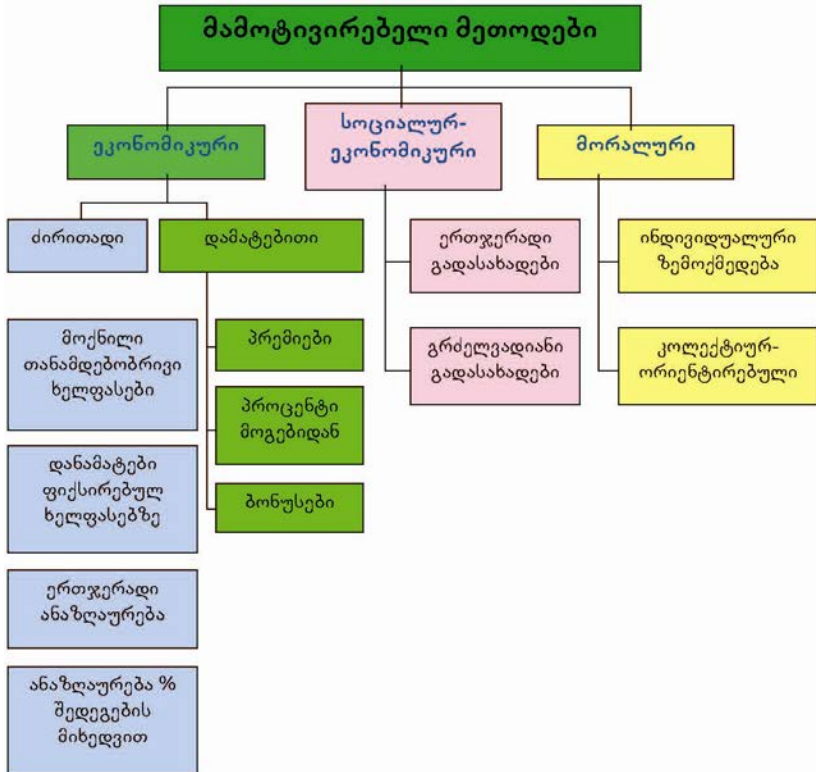 მამოტივირებელი მეთოდები
ეკონომიკური
სოციალურ-
ეკონომიკური
მორალური
ძირითადი
დამატებითი
ერთჯერადი
გადასახადები
ინდივიდუალური
ზემოქმედება
მოქნილი
თანამდებობრივი
ხელფასები
პრემიები
გრძელვადიანი
გადასახადები
კოლექტიურ-
ორიენტირებული
პროცენტი
მოგებიდან
დანამატები
ფიქსირებულ
ხელფასებზე
ბონუსები
ერთჯერადი
ანაზღაურება
ანაზღაურება %
შედეგების
მიხედვით